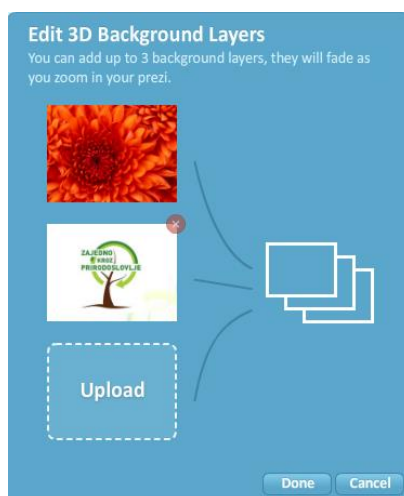 Edit 3D Background Layers
You can add up to 3 background layers, they will fade as
you zoom in your prezi.
ZAJEDNO
KROZ
PRIRODOSLOVLJE
Upload
Done
Cancel